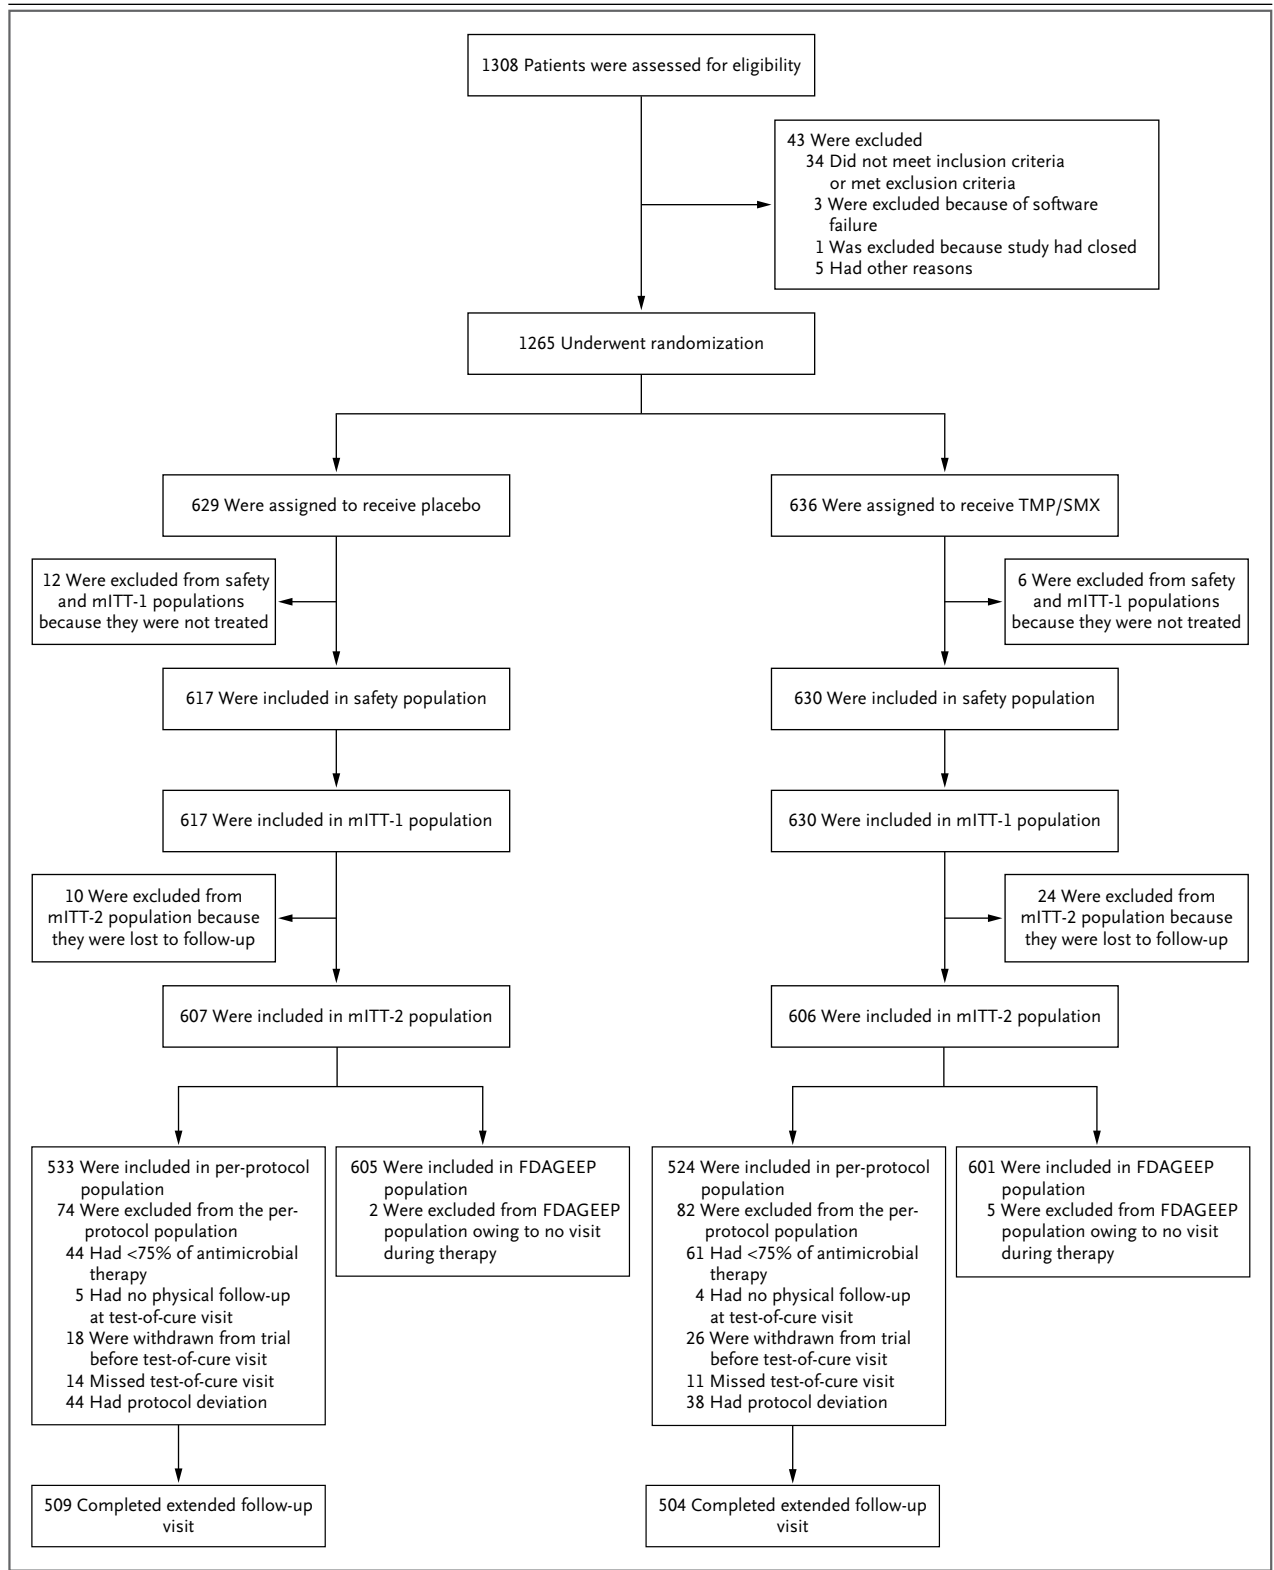 1308 Patients were assessed for eligibility
43 Were excluded
34 Did not meet inclusion criteria
or met exclusion criteria
3 Were excluded because of software
failure
1 Was excluded because study had closed
5 Had other reasons
1265 Underwent randomization
629 Were assigned to receive placebo
636 Were assigned to receive TMP/SMX
12 Were excluded from safety
and mITT-1 populations
because they were not treated
6 Were excluded from safety
and mITT-1 populations
because they were not treated
617 Were included in safety population
630 Were included in safety population
617 Were included in mITT-1 population
630 Were included in mITT-1 population
10 Were excluded from
mITT-2 population because
they were lost to follow-up
24 Were excluded from
mITT-2 population because
they were lost to follow-up
607 Were included in mITT-2 population
606 Were included in mITT-2 population
533 Were included in per-protocol
population
74 Were excluded from the per-
protocol population
44 Had <75% of antimicrobial
therapy
5 Had no physical follow-up
at test-of-cure visit
18 Were withdrawn from trial
before test-of-cure visit
14 Missed test-of-cure visit
44 Had protocol deviation
605 Were included in FDAGEEP
population
2 Were excluded from FDAGEEP
population owing to no visit
during therapy
524 Were included in per-protocol
population
82 Were excluded from the per-
protocol population
61 Had <75% of antimicrobial
therapy
4 Had no physical follow-up
at test-of-cure visit
26 Were withdrawn from trial
before test-of-cure visit
11 Missed test-of-cure visit
38 Had protocol deviation
601 Were included in FDAGEEP
population
5 Were excluded from FDAGEEP
population owing to no visit
during therapy
509 Completed extended follow-up
visit
504 Completed extended follow-up
visit